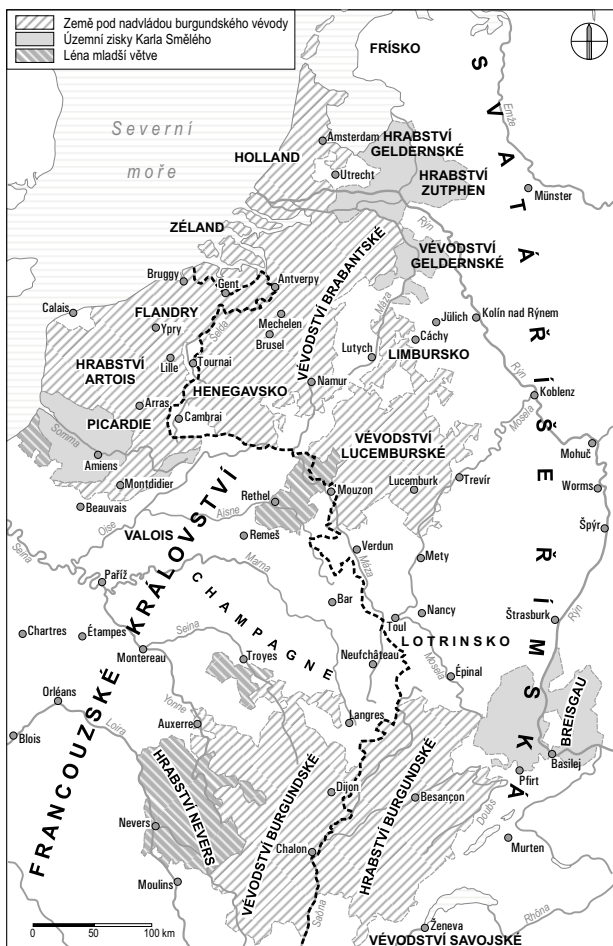 Země pod nadvládou burgundského vévody
Územní zisky Karla Smělého
Léna mladší větve
FRÍSKO
SVATÁ ŘÍŠE ŘÍMSKÁ
Severní
moře
Emže
Amsterdam
HRABSTVÍ
GELDERNSKÉ
HOLLAND
Utrecht
HRABSTVÍ
ZUTPHEN
Münster
ZÉLAND
Rýn
VÉVODSTVÍ
GELDERNSKÉ
VÉVODSTVÍ BRABANTSKÉ
Bruggy
Gent
Antverpy
Calais
FLANDRY
Máza
Mechelen
Jülich
Kolín nad Rýnem
Ypry
Šelda
Brusel
Cáchy
Lille
Tournai
Lutych
LIMBURSKO
HRABSTVÍ
ARTOIS
Rýn
HENEGAVSKO
Namur
Koblenz
Arras
Cambrai
Mosela
PICARDIE
Somma
VÉVODSTVÍ
LUCEMBURSKÉ
Mohuč
Amiens
Montdidier
Mouzon
Lucemburk
Trevír
Worms
Rethel
Beauvais
Oise
Aisne
VALOIS
Remeš
Špýr
Verdun
Mety
Seina
Marna
Máza
Paříž
CHAMPAGNE
Bar
Nancy
Toul
Štrasburk
Rýn
Chartres
Étampes
Seina
LOTRINSKO
Montereau
Troyes
Neufchâteau
Mosela
Épinal
Orléans
Yonne
Loira
Auxerre
Langres
BREISGAU
Blois
Basilej
Pfirt
Dijon
Besançon
HRABSTVÍ NEVERS
VÉVODSTVÍ BURGUNDSKÉ
HRABSTVÍ BURGUNDSKÉ
Doubs
Nevers
Murten
Chalon
FRANCOUZSKÉ KRÁLOVSTVÍ
Moulins
Saôna
Rhôna
Ženeva
VÉVODSTVÍ SAVOJSKÉ
0 50 100 km